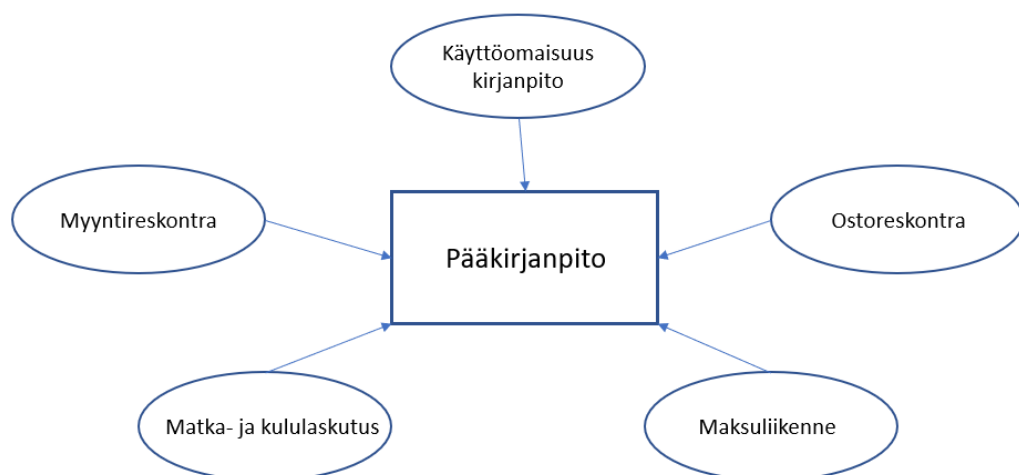 Käyttöomaisuus
kirjanpito
Myyntireskontra
Ostoreskontra
Pääkirjanpito
Matka- ja kululaskutus
Maksuliikenne